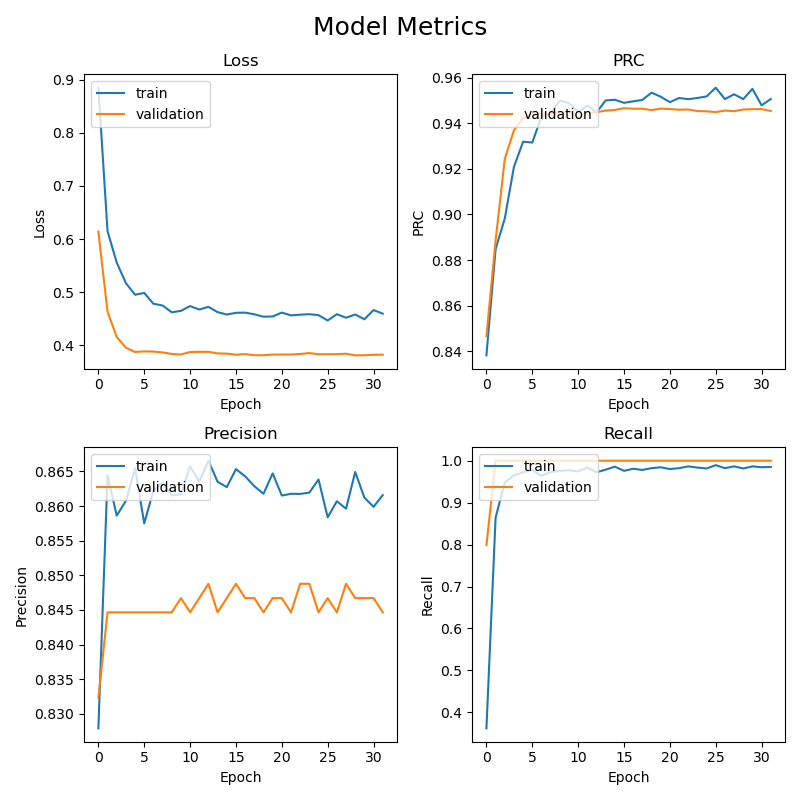 Model Metrics
Loss
0.9
0.8
0.7
0.6
0.5
0.4
Loss
train
validation
0 5 10 15 20 25 30
Epoch
PRC
0.96
0.94
0.92
0.90
0.88
0.86
0.84
PRC
train
validation
0 5 10 15 20 25 30
Epoch
Precision
0.865
0.860
0.855
0.850
0.845
0.840
0.835
0.830
Precision
train
validation
0 5 10 15 20 25 30
Epoch
Recall
1.0
0.9
0.8
0.7
0.6
0.5
0.4
Recall
train
validation
0 5 10 15 20 25 30
Epoch